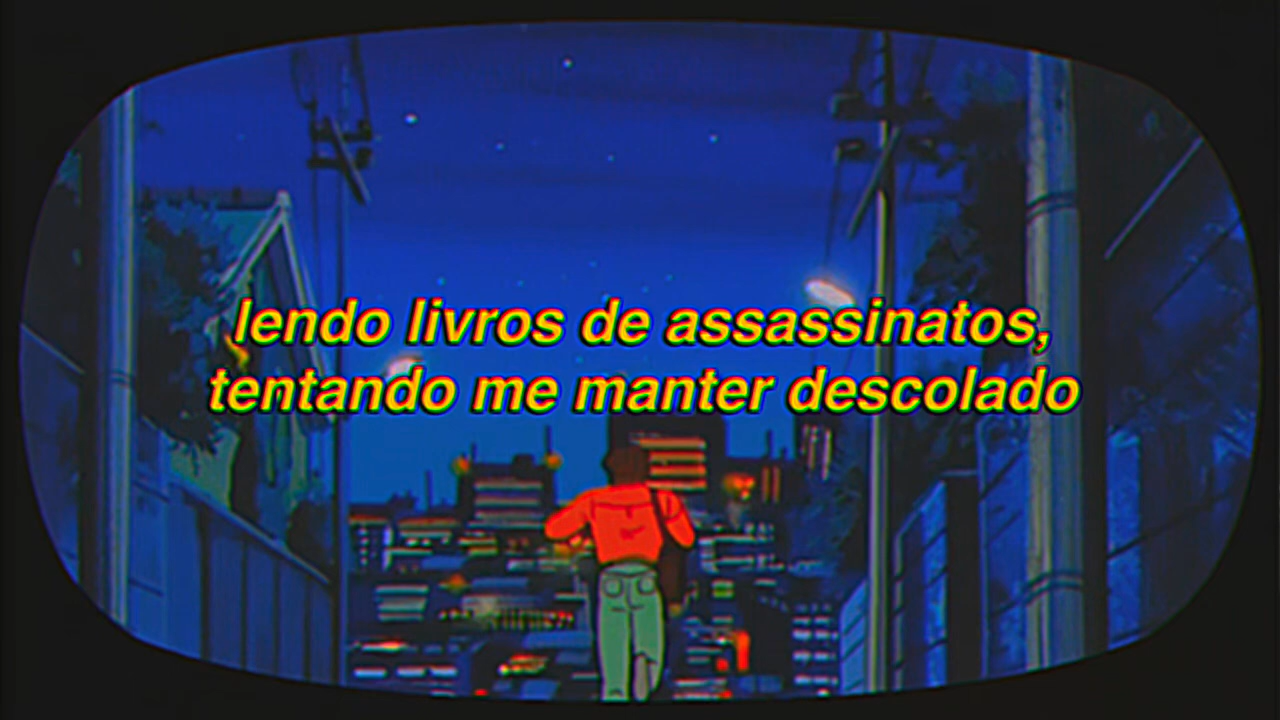 lendo livros de assassinatos,
tentando me manter descolado